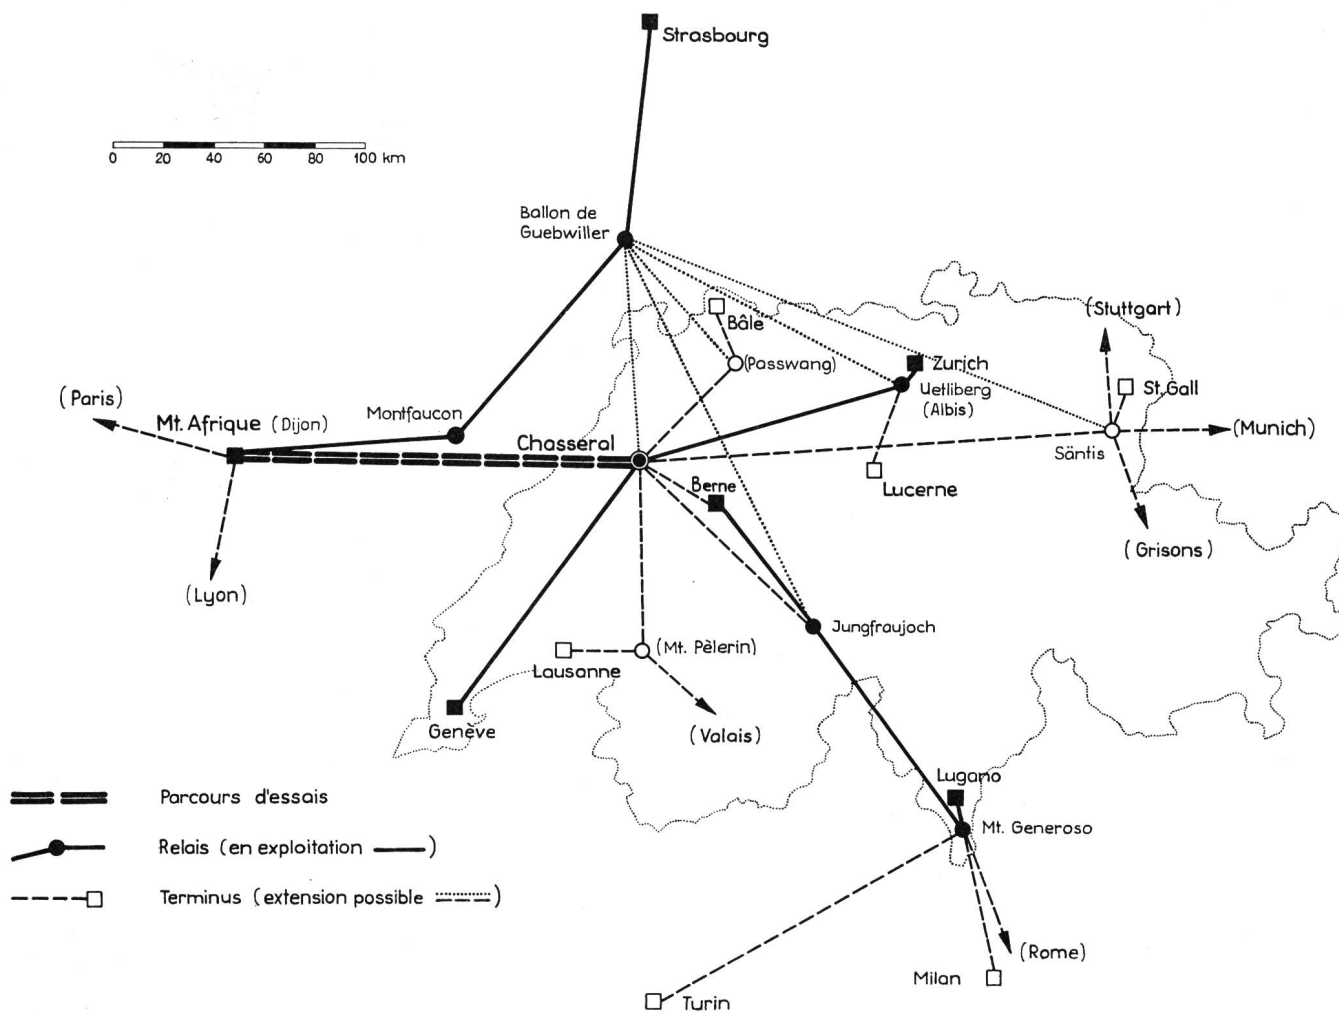 Strasbourg
0 20 40 60 80 100 km
Ballon de
Guebwiller
(Stuttgart)
Bâle
(Passwang)
Zurich
Uetliberg
(Albis)
St. Gall
(Paris)
Mt. Afrique (Dijon)
Montfaucon
Chasseral
(Munich)
Säntis
Berne
Lucerne
(Grisons)
(Lyon)
Jungfraujoch
(Mt. Pèlerin)
Lausanne
Genève
(Valais)
Lugano
Mt. Generoso
Parcours d'essais
Relais (en exploitation)
Terminus (extension possible)
(Rome)
Milan
Turin